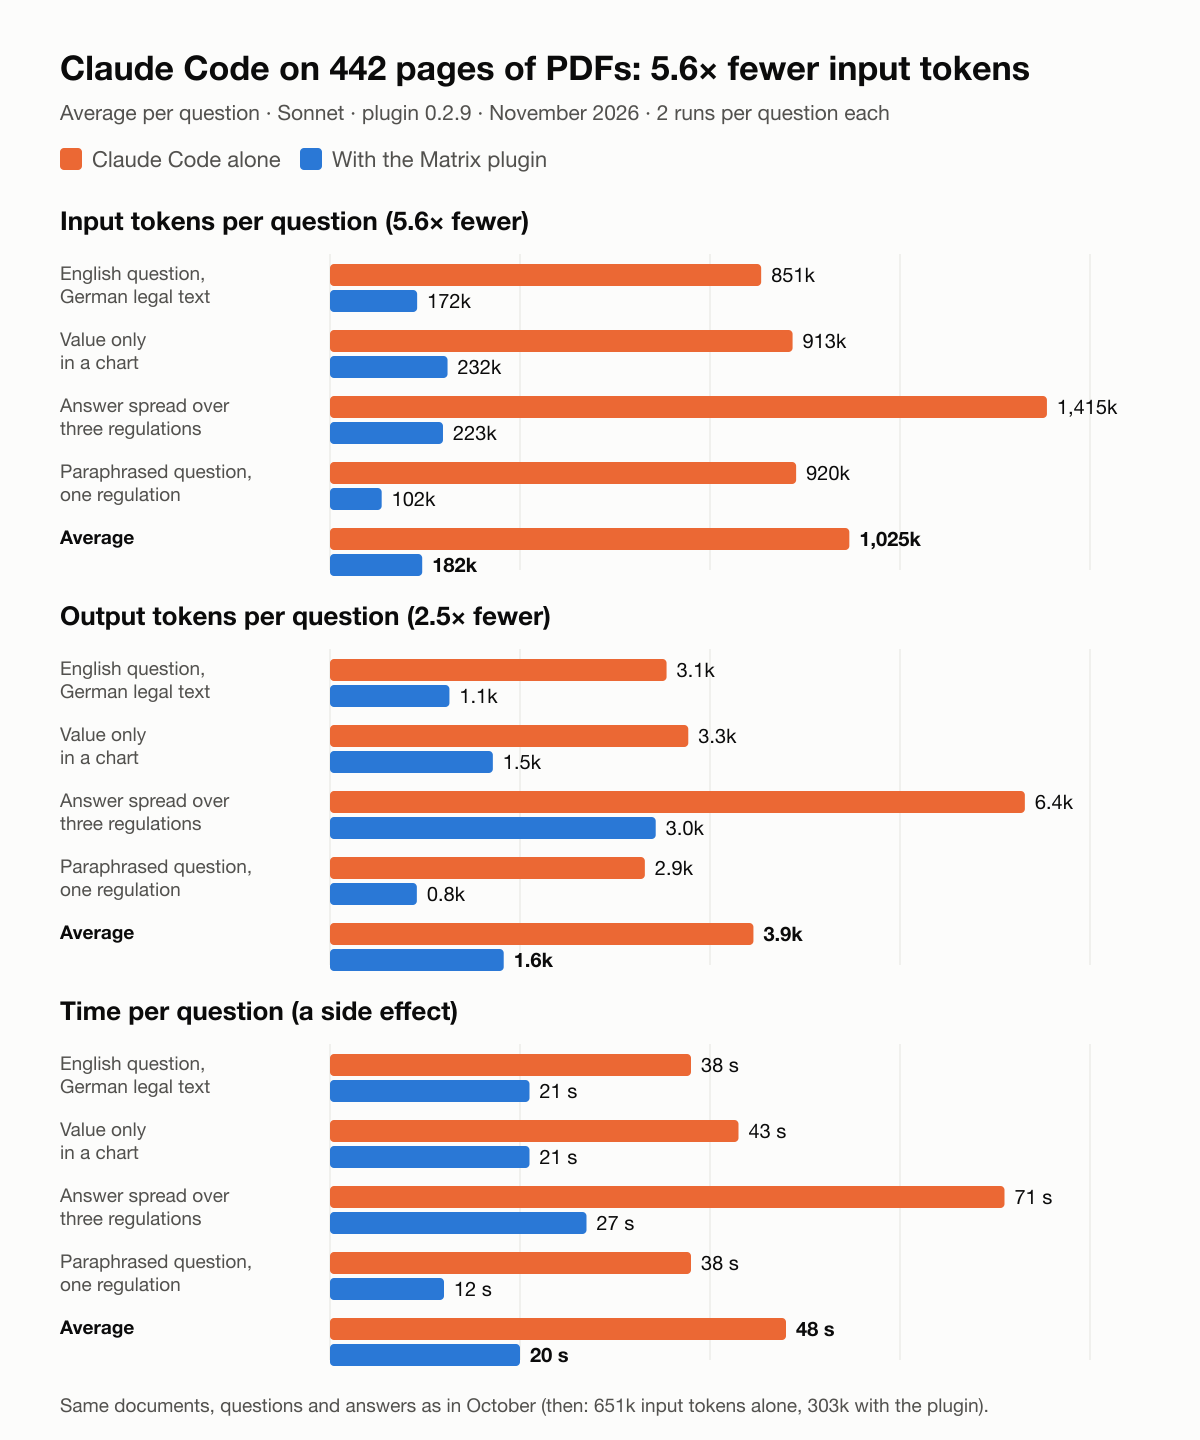 Claude Code on 442 pages of PDFs: 5.6× fewer input tokens
Average per question · Sonnet · plugin 0.2.9 · November 2026 · 2 runs per question each
Claude Code alone
With the Matrix plugin
Input tokens per question (5.6× fewer)
English question,
German legal text
851k
172k
Value only
in a chart
913k
232k
Answer spread over
three regulations
1,415k
223k
Paraphrased question,
one regulation
920k
102k
Average
1,025k
182k
Output tokens per question (2.5× fewer)
English question,
German legal text
3.1k
1.1k
Value only
in a chart
3.3k
1.5k
Answer spread over
three regulations
6.4k
3.0k
Paraphrased question,
one regulation
2.9k
0.8k
Average
3.9k
1.6k
Time per question (a side effect)
English question,
German legal text
38 s
21 s
Value only
in a chart
43 s
21 s
Answer spread over
three regulations
71 s
27 s
Paraphrased question,
one regulation
38 s
12 s
Average
48 s
20 s
Same documents, questions and answers as in October (then: 651k input tokens alone, 303k with the plugin).